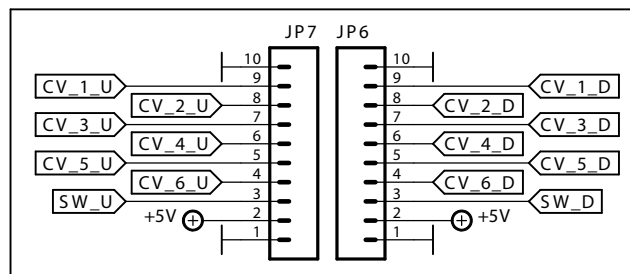 JP7 JP6
10 10
CV_1_U 9 9 CV_1_D
CV_2_U 8 8 CV_2_D
CV_3_U 7 7 CV_3_D
CV_4_U 6 6 CV_4_D
CV_5_U 5 5 CV_5_D
CV_6_U 4 4 CV_6_D
SW_U 3 3 SW_D
+5V 2 2 +5V
1 1